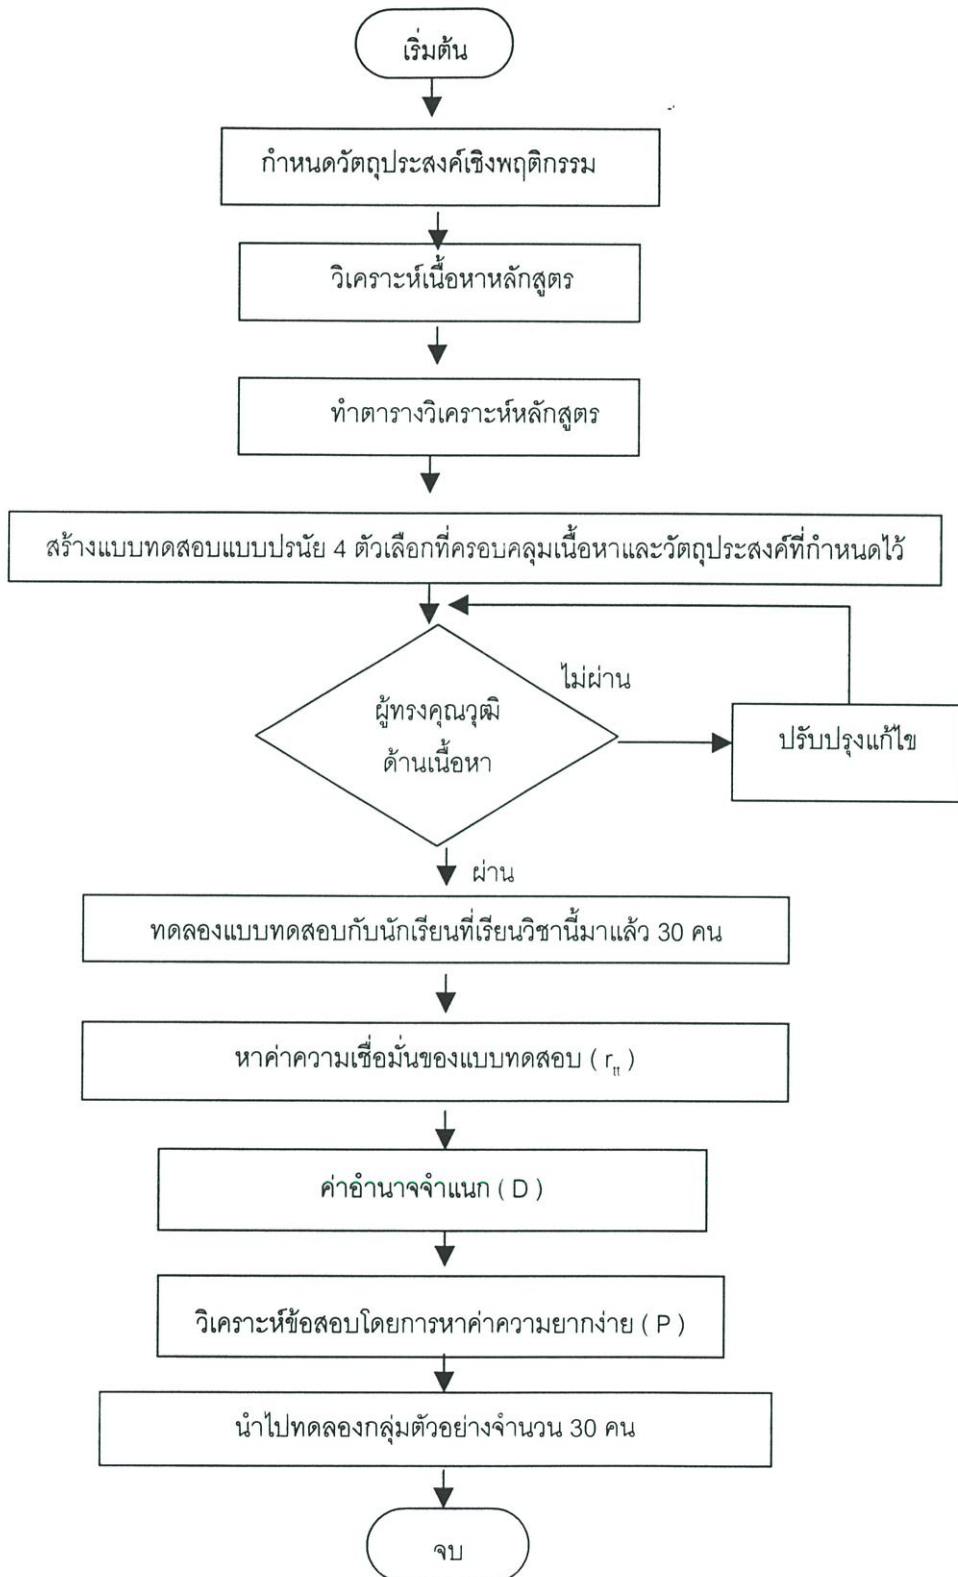 เริ่มต้น
กำหนดวัตถุประสงค์เชิงพฤติกรรม
วิเคราะห์เนื้อหาหลักสูตร
ทำตารางวิเคราะห์หลักสูตร
สร้างแบบทดสอบแบบปรนัย 4 ตัวเลือกที่ครอบคลุมเนื้อหาและวัตถุประสงค์ที่กำหนดไว้
ไม่ผ่าน
ผู้ทรงคุณวุฒิ
ด้านเนื้อหา
ปรับปรุงแก้ไข
ผ่าน
ทดลองแบบทดสอบกับนักเรียนที่เรียนวิชานี้มาแล้ว 30 คน
หาค่าความเชื่อมั่นของแบบทดสอบ ( rtt )
ค่าอำนาจจำแนก ( D )
วิเคราะห์ข้อสอบโดยการหาค่าความยากง่าย ( P )
นำไปทดลองกลุ่มตัวอย่างจำนวน 30 คน
จบ